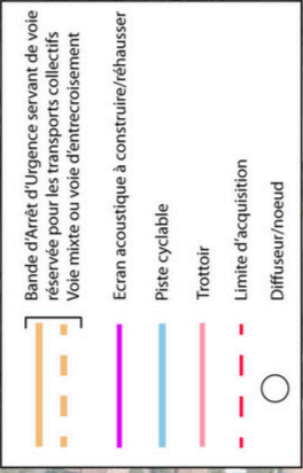 Bande d'Arrêt d'Urgence servant de voie
réservée pour les transports collectifs
Voie mixte ou voie d'entrecroisement
Ecran acoustique à construire/réhausser
Piste cyclable
Trottoir
Limite d'acquisition
Diffuseur/noeud